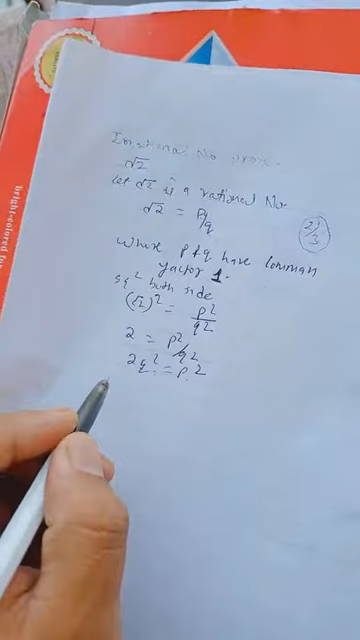 Irrational No prove.
√2
let √2 is a rational No.
√2 = p/q
2/3
where p & q have common
factor 1.
sq² both side
(√2)² = p²/q²
2 = p²/q²
2q² = p²